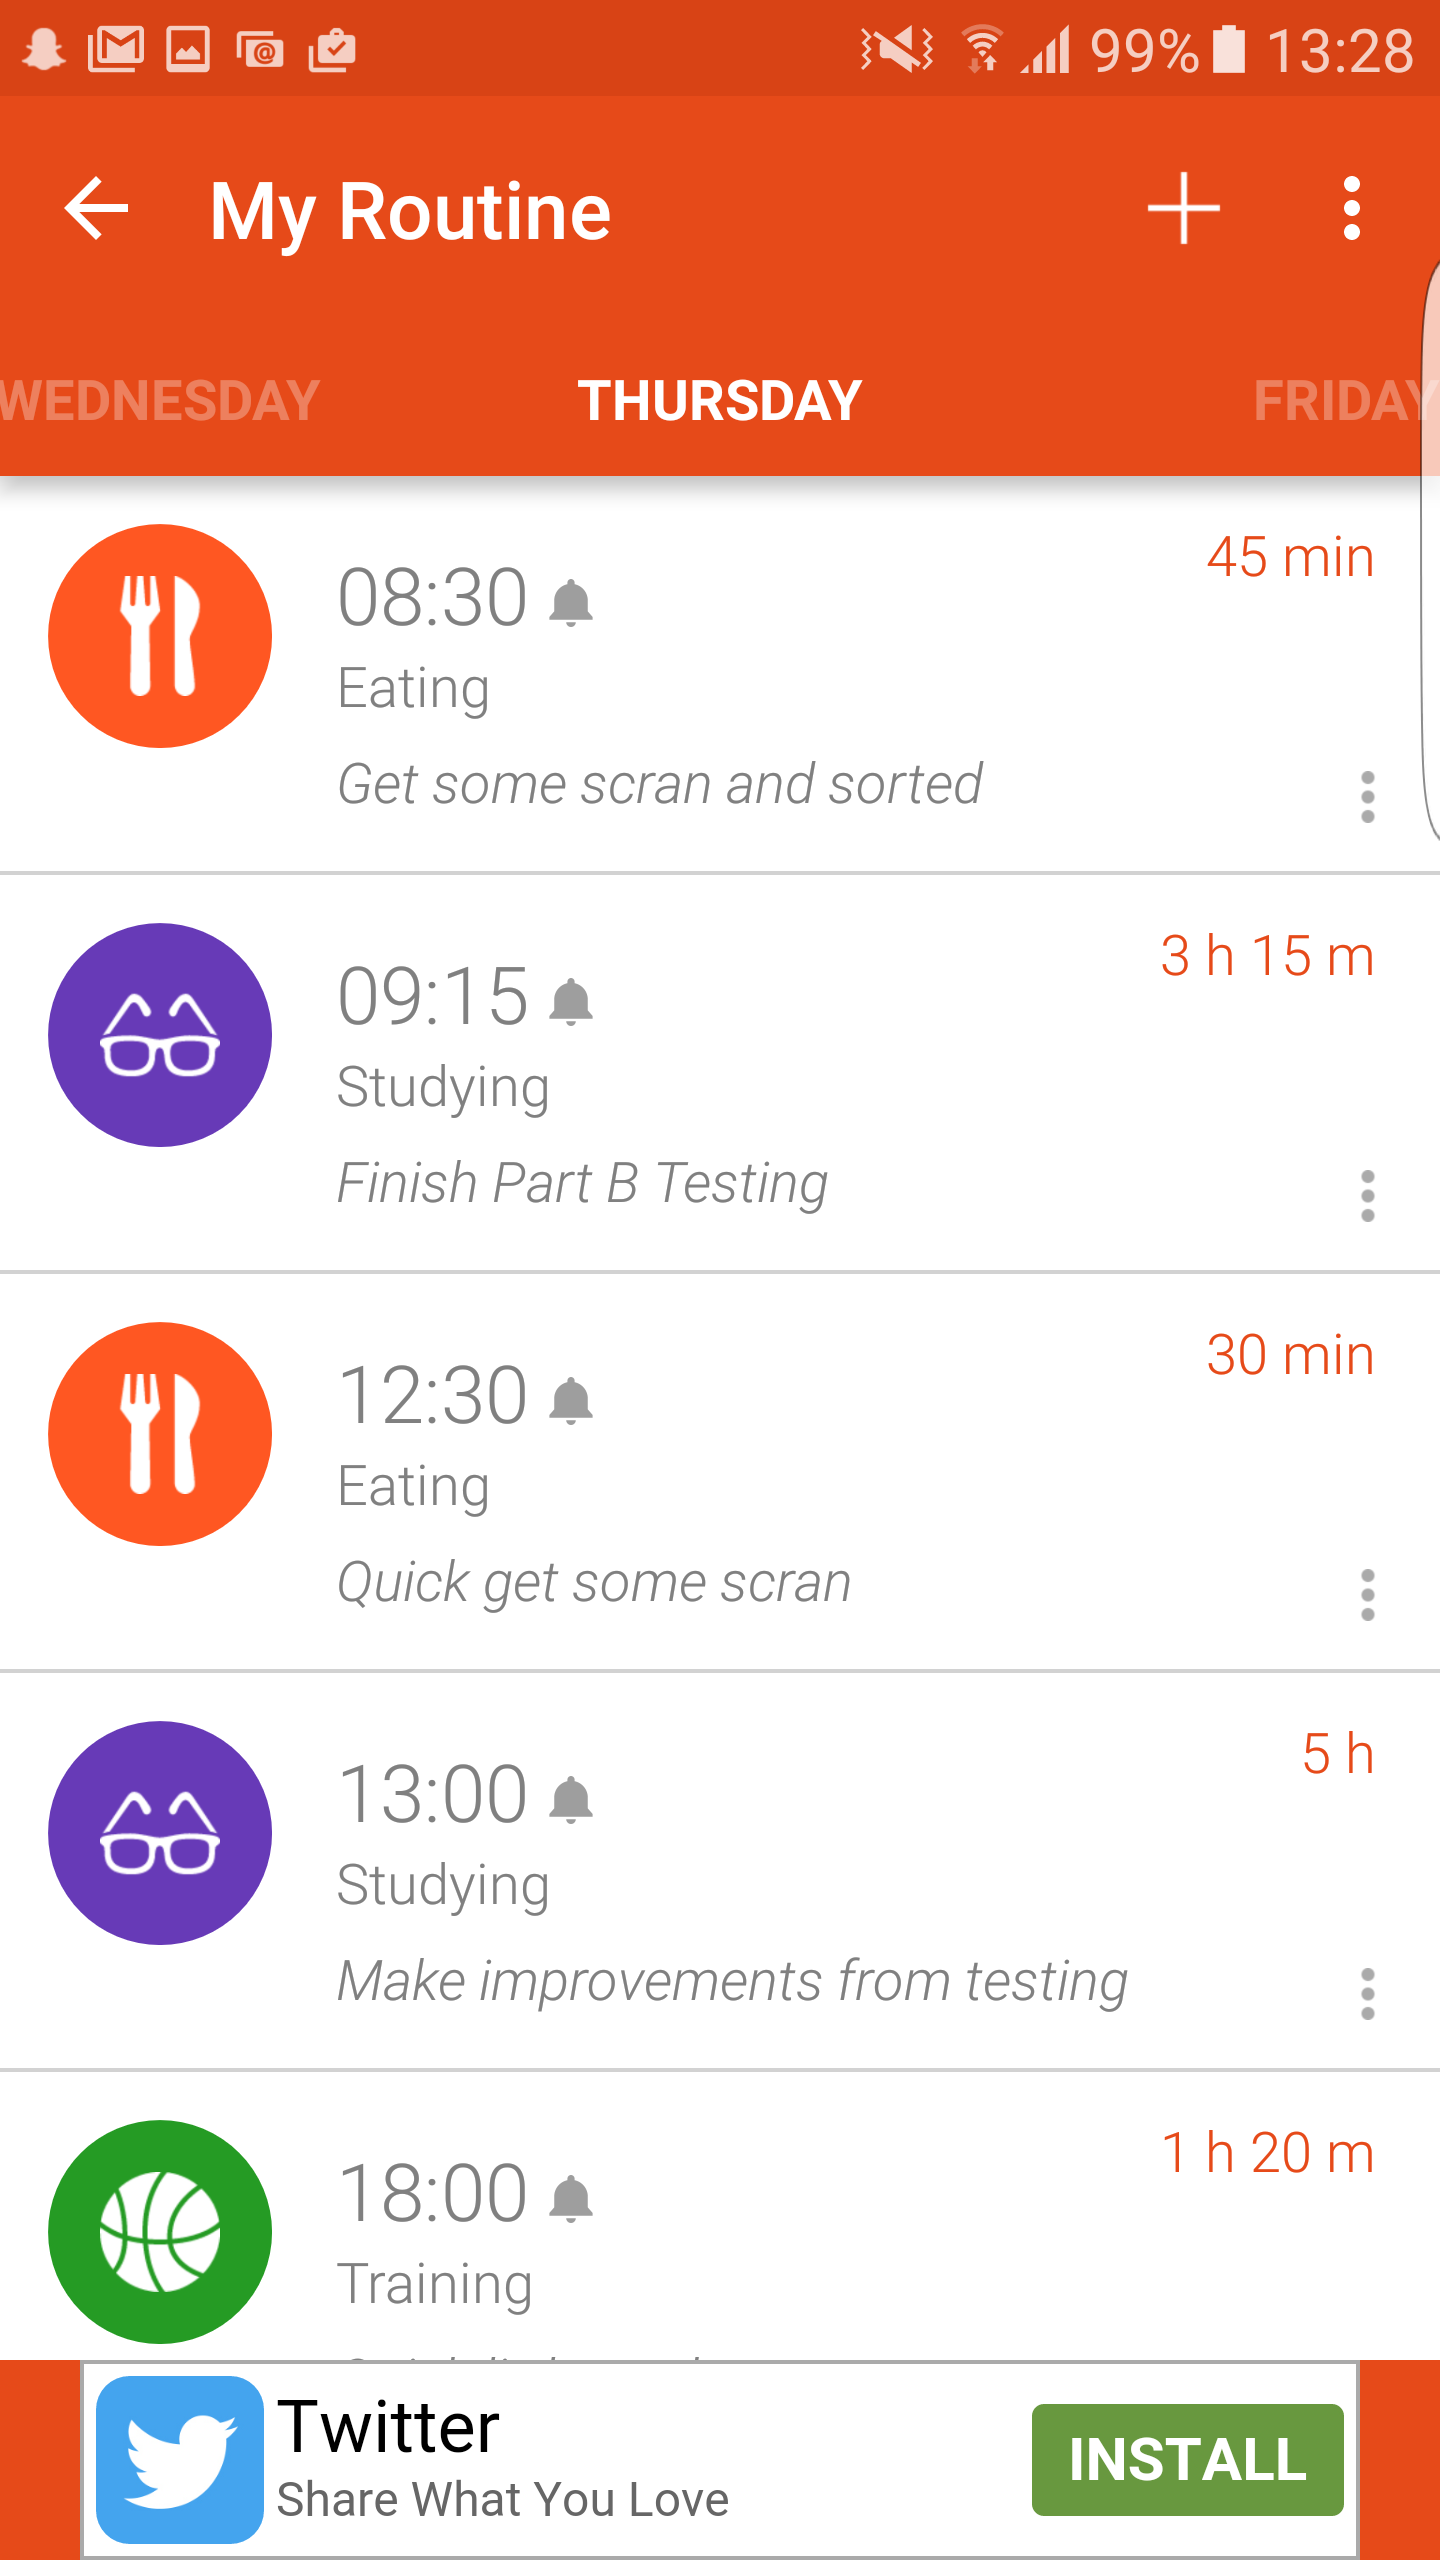 99% 13:28
My Routine
WEDNESDAY THURSDAY FRIDAY
45 min
08:30
Eating
Get some scran and sorted
3 h 15 m
09:15
Studying
Finish Part B Testing
30 min
12:30
Eating
Quick get some scran
5 h
13:00
Studying
Make improvements from testing
1 h 20 m
18:00
Training
Twitter
Share What You Love
INSTALL